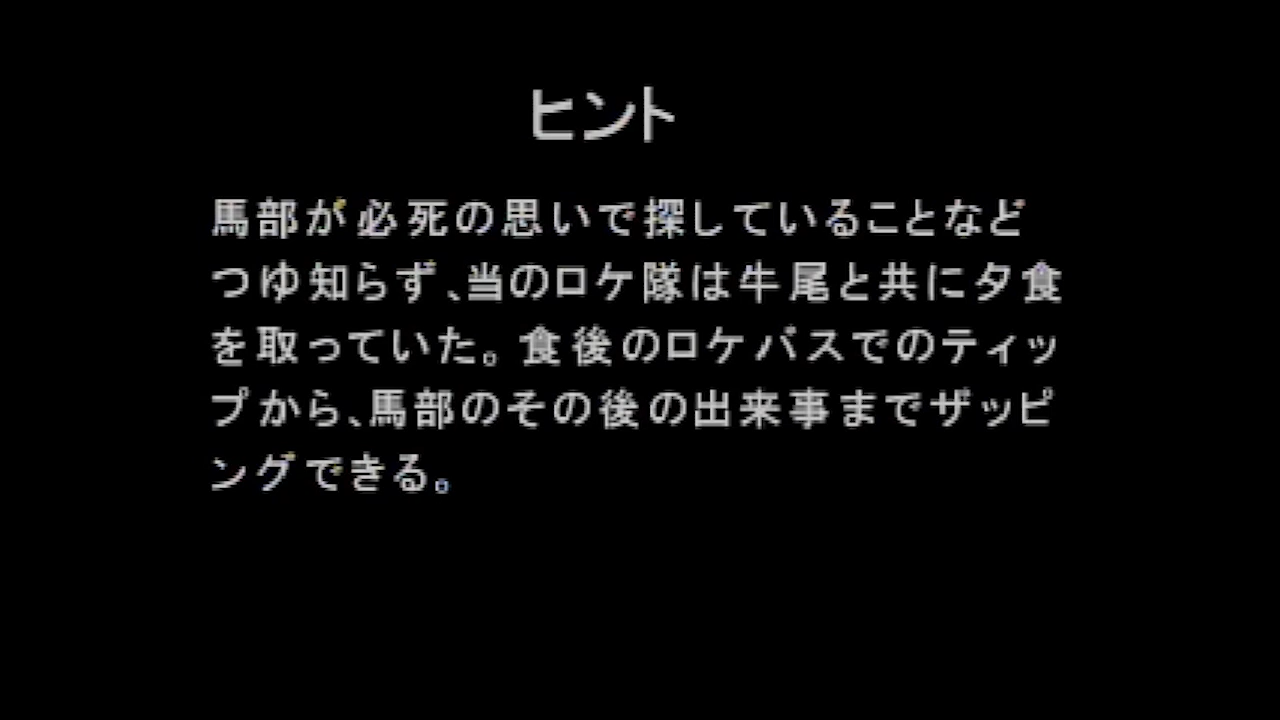 ヒント
馬部が必死の思いで探していることなど
つゆ知らず、当のロケ隊は牛尾と共に夕食
を取っていた。食後のロケバスでのティッ
プから、馬部のその後の出来事までザッピ
ングできる。